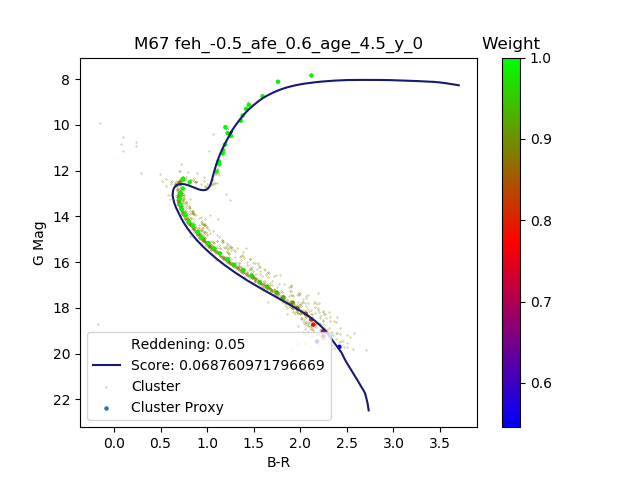 M67 feh_-0.5_afe_0.6_age_4.5_y_0
Weight
8
10
12
14
16
18
20
22
G Mag
0.0 0.5 1.0 1.5 2.0 2.5 3.0 3.5
B-R
Reddening: 0.05
Score: 0.068760971796669
Cluster
Cluster Proxy
1.0
0.9
0.8
0.7
0.6